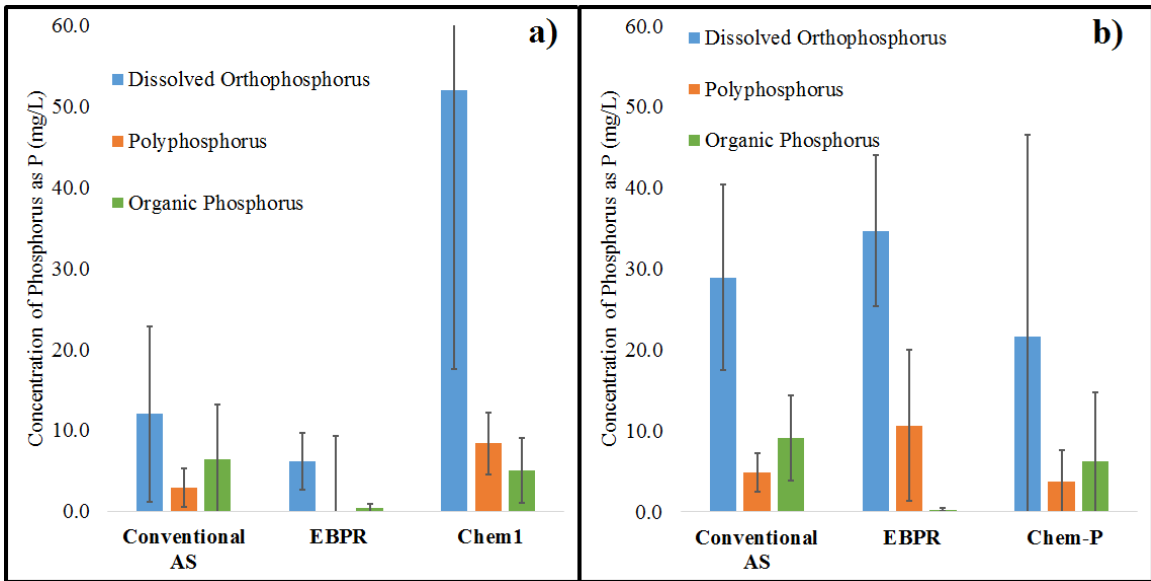 a)
Concentration of Phosphorus as P (mg/L)
60.0
50.0
40.0
30.0
20.0
10.0
0.0
Dissolved Orthophosphorus
Polyphosphorus
Organic Phosphorus
Conventional AS
EBPR
Chem1
b)
Concentration of Phosphorus as P (mg/L)
60.0
50.0
40.0
30.0
20.0
10.0
0.0
Dissolved Orthophosphorus
Polyphosphorus
Organic Phosphorus
Conventional
AS
EBPR
Chem-P